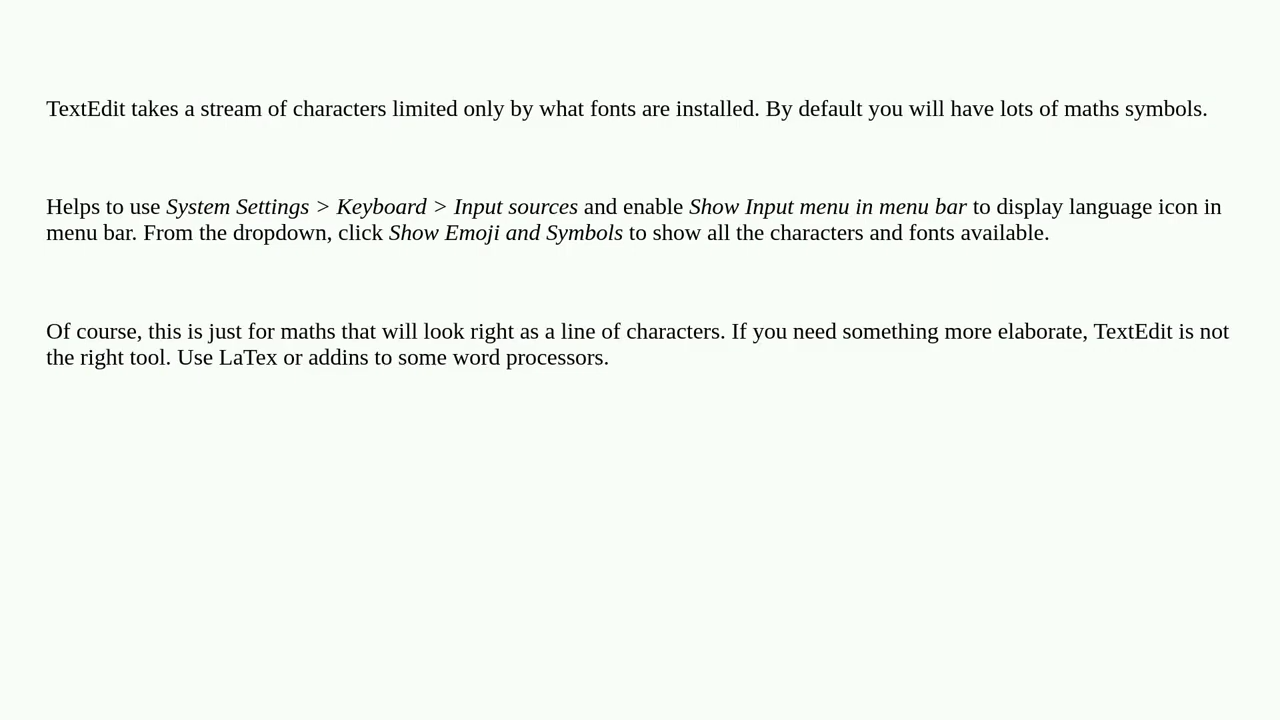 TextEdit takes a stream of characters limited only by what fonts are installed. By default you will have lots of maths symbols.
Helps to use System Settings > Keyboard > Input sources and enable Show Input menu in menu bar to display language icon in
menu bar. From the dropdown, click Show Emoji and Symbols to show all the characters and fonts available.
Of course, this is just for maths that will look right as a line of characters. If you need something more elaborate, TextEdit is not
the right tool. Use LaTex or addins to some word processors.